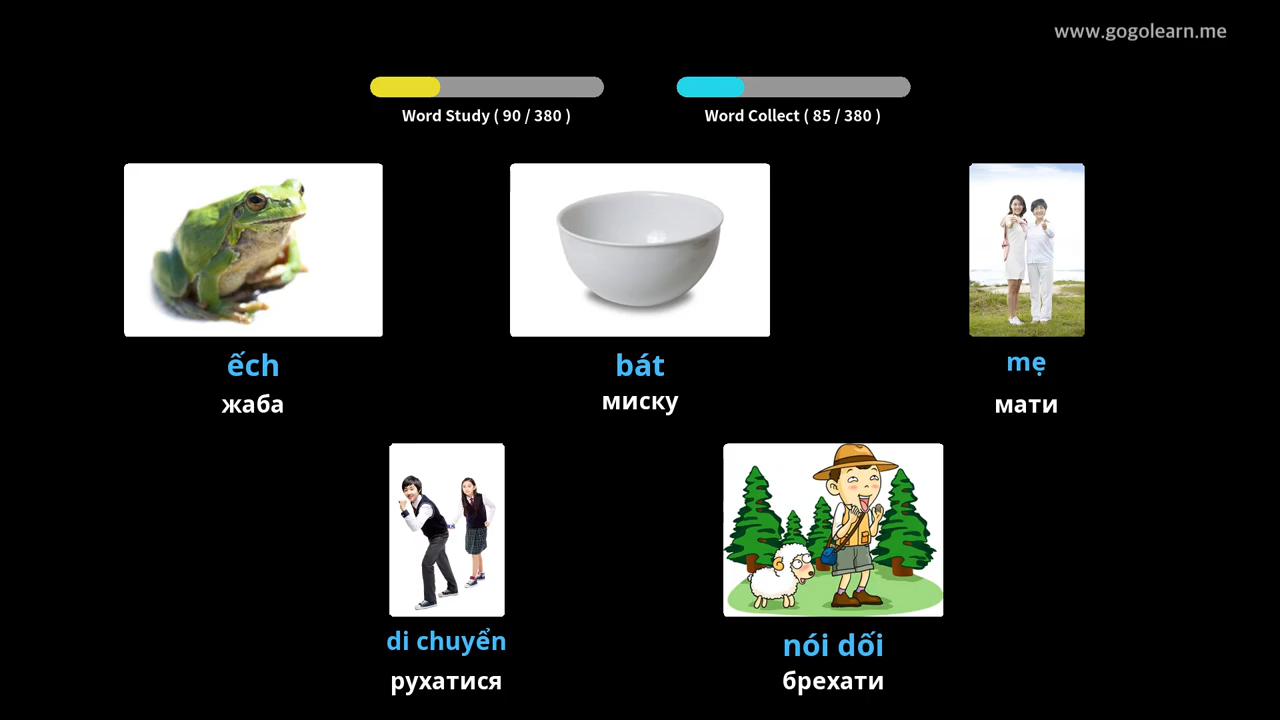 www.gogolearn.me
Word Study ( 90 / 380 )
Word Collect ( 85 / 380 )
ếch
жаба
bát
миску
mẹ
мати
di chuyển
рухатися
nói dối
брехати